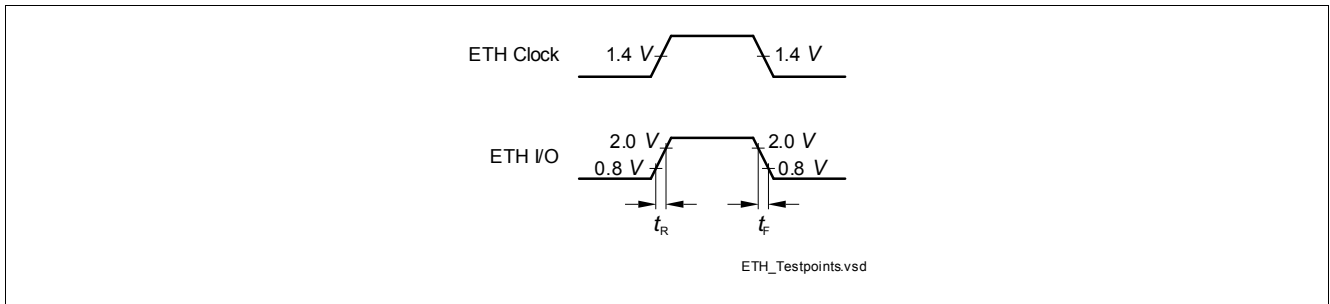 ETH Clock 1.4 V 1.4 V
2.0 V 2.0 V
ETH I/O
0.8 V 0.8 V
tR tF
ETH_Testpoints.vsd